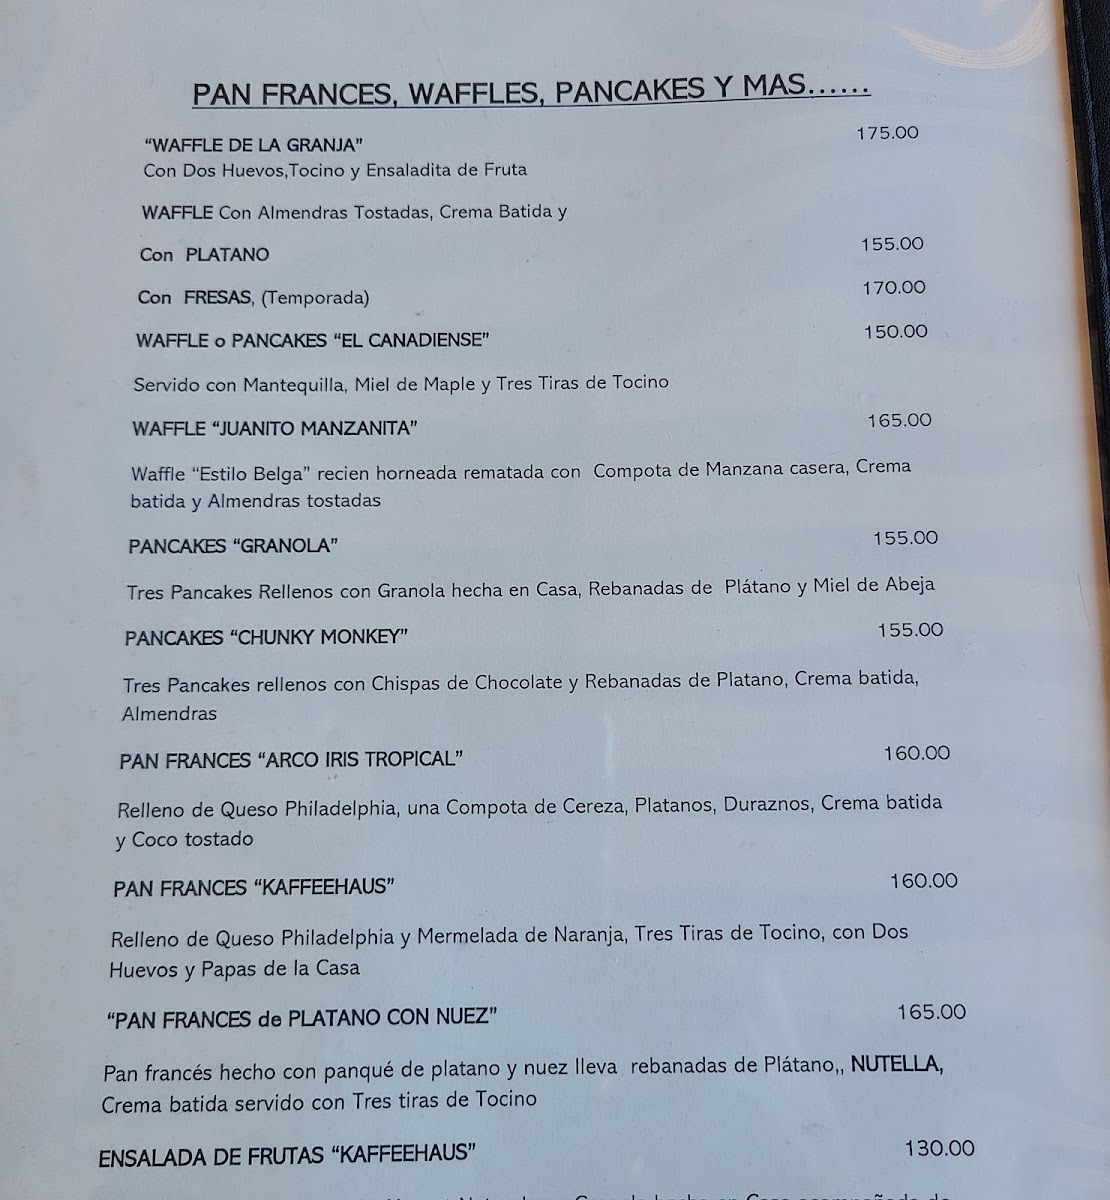 PAN FRANCES, WAFFLES, PANCAKES Y MAS......
“WAFFLE DE LA GRANJA” 175.00
Con Dos Huevos,Tocino y Ensaladita de Fruta
WAFFLE Con Almendras Tostadas, Crema Batida y
Con PLATANO 155.00
Con FRESAS, (Temporada) 170.00
WAFFLE o PANCAKES “EL CANADIENSE” 150.00
Servido con Mantequilla, Miel de Maple y Tres Tiras de Tocino
WAFFLE “JUANITO MANZANITA” 165.00
Waffle “Estilo Belga” recien horneada rematada con Compota de Manzana casera, Crema
batida y Almendras tostadas
PANCAKES “GRANOLA” 155.00
Tres Pancakes Rellenos con Granola hecha en Casa, Rebanadas de Plátano y Miel de Abeja
PANCAKES “CHUNKY MONKEY” 155.00
Tres Pancakes rellenos con Chispas de Chocolate y Rebanadas de Platano, Crema batida,
Almendras
PAN FRANCES “ARCO IRIS TROPICAL” 160.00
Relleno de Queso Philadelphia, una Compota de Cereza, Platanos, Duraznos, Crema batida
y Coco tostado
PAN FRANCES “KAFFEEHAUS” 160.00
Relleno de Queso Philadelphia y Mermelada de Naranja, Tres Tiras de Tocino, con Dos
Huevos y Papas de la Casa
“PAN FRANCES de PLATANO CON NUEZ” 165.00
Pan francés hecho con panqué de platano y nuez lleva rebanadas de Plátano,, NUTELLA,
Crema batida servido con Tres tiras de Tocino
ENSALADA DE FRUTAS “KAFFEEHAUS” 130.00